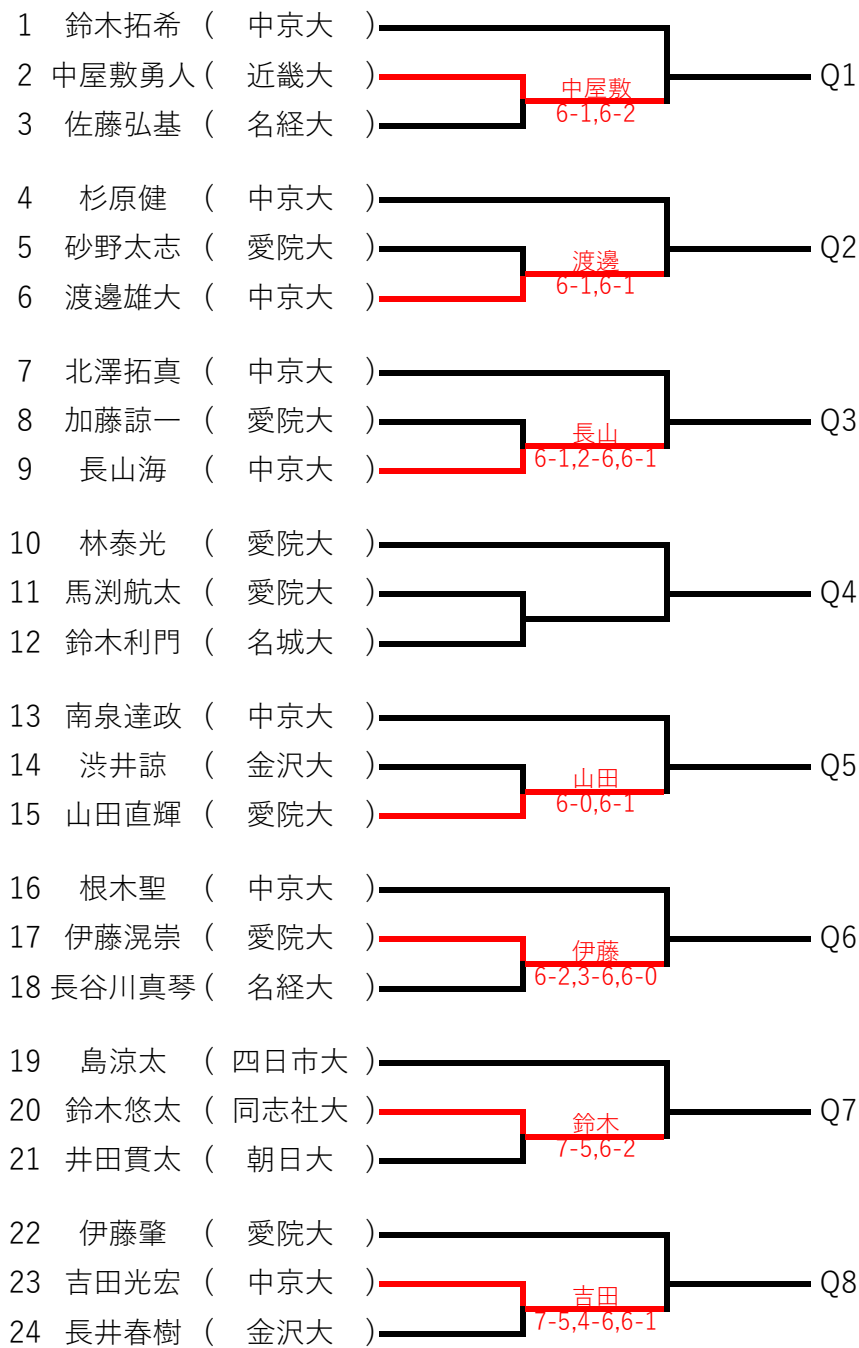 1 鈴木拓希 ( 中京大 )
2 中屋敷勇人 ( 近畿大 ) 中屋敷 Q1
6-1,6-2
3 佐藤弘基 ( 名経大 )
4 杉原健 ( 中京大 )
5 砂野太志 ( 愛院大 ) 渡邊 Q2
6-1,6-1
6 渡邊雄大 ( 中京大 )
7 北澤拓真 ( 中京大 )
8 加藤諒一 ( 愛院大 ) 長山 Q3
6-1,2-6,6-1
9 長山海 ( 中京大 )
10 林泰光 ( 愛院大 )
11 馬渕航太 ( 愛院大 ) Q4
12 鈴木利門 ( 名城大 )
13 南泉達政 ( 中京大 )
14 渋井諒 ( 金沢大 ) 山田 Q5
6-0,6-1
15 山田直輝 ( 愛院大 )
16 根木聖 ( 中京大 )
17 伊藤滉崇 ( 愛院大 ) 伊藤 Q6
6-2,3-6,6-0
18 長谷川真琴 ( 名経大 )
19 島涼太 ( 四日市大 )
20 鈴木悠太 ( 同志社大 ) 鈴木 Q7
7-5,6-2
21 井田貫太 ( 朝日大 )
22 伊藤肇 ( 愛院大 )
23 吉田光宏 ( 中京大 ) 吉田 Q8
7-5,4-6,6-1
24 長井春樹 ( 金沢大 )